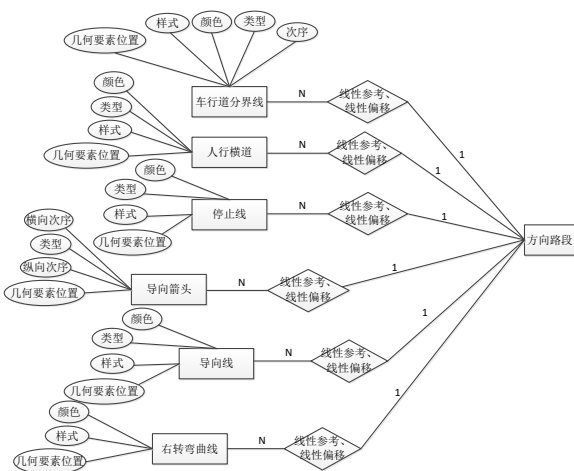 样式
颜色
类型
次序
几何要素位置
车行道分界线
N
线性参考、
线性偏移
1
颜色
类型
样式
几何要素位置
人行横道
N
线性参考、
线性偏移
1
颜色
类型
样式
几何要素位置
停止线
N
线性参考、
线性偏移
1
方向路段
横向次序
类型
纵向次序
几何要素位置
导向箭头
N
线性参考、
线性偏移
1
颜色
类型
样式
几何要素位置
导向线
N
线性参考、
线性偏移
1
颜色
样式
几何要素位置
右转弯曲线
N
线性参考、
线性偏移
1